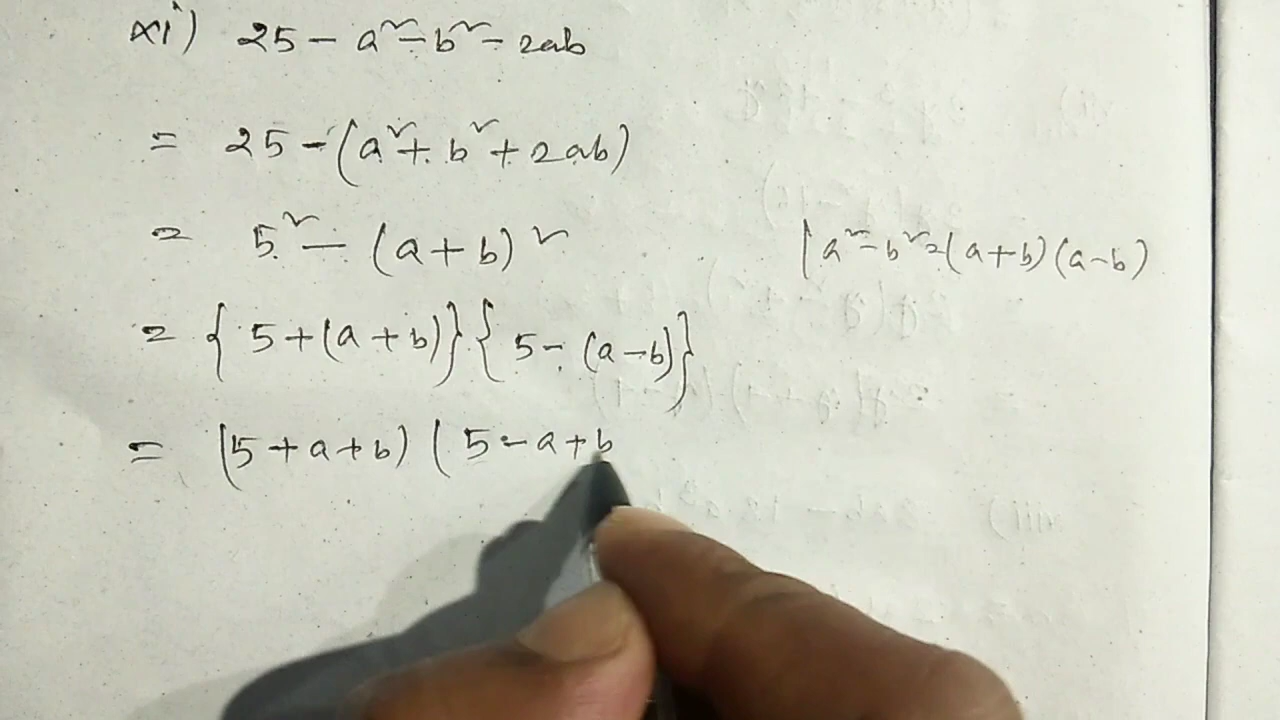 xi) 25 - a² - b² - 2ab
= 25 - (a² + b² + 2ab)
= 5² - (a + b)²
| a² - b² = (a + b) (a - b)
= { 5 + (a + b)} { 5 - (a - b)}
= (5 + a + b) ( 5 - a + b